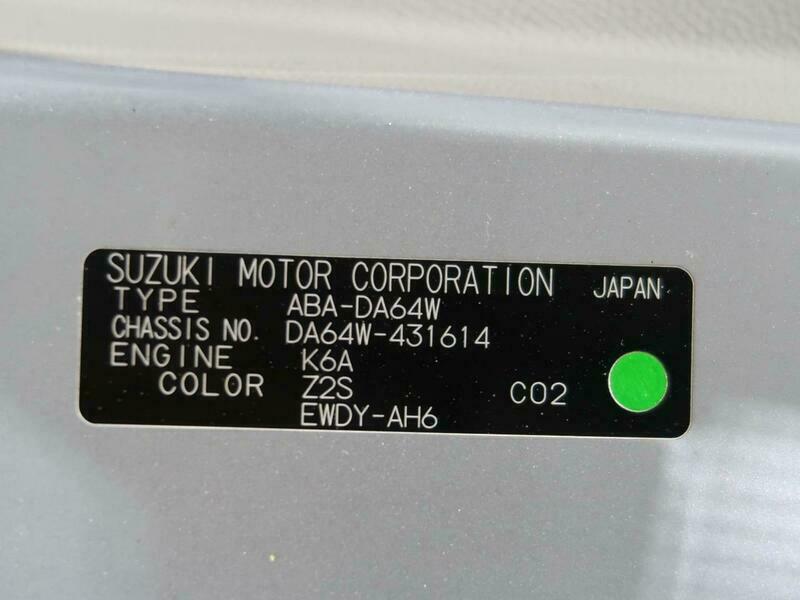 SUZUKI MOTOR CORPORATION JAPAN
TYPE ABA-DA64W
CHASSIS NO. DA64W-431614
ENGINE K6A
COLOR Z2S C02
EWDY-AH6